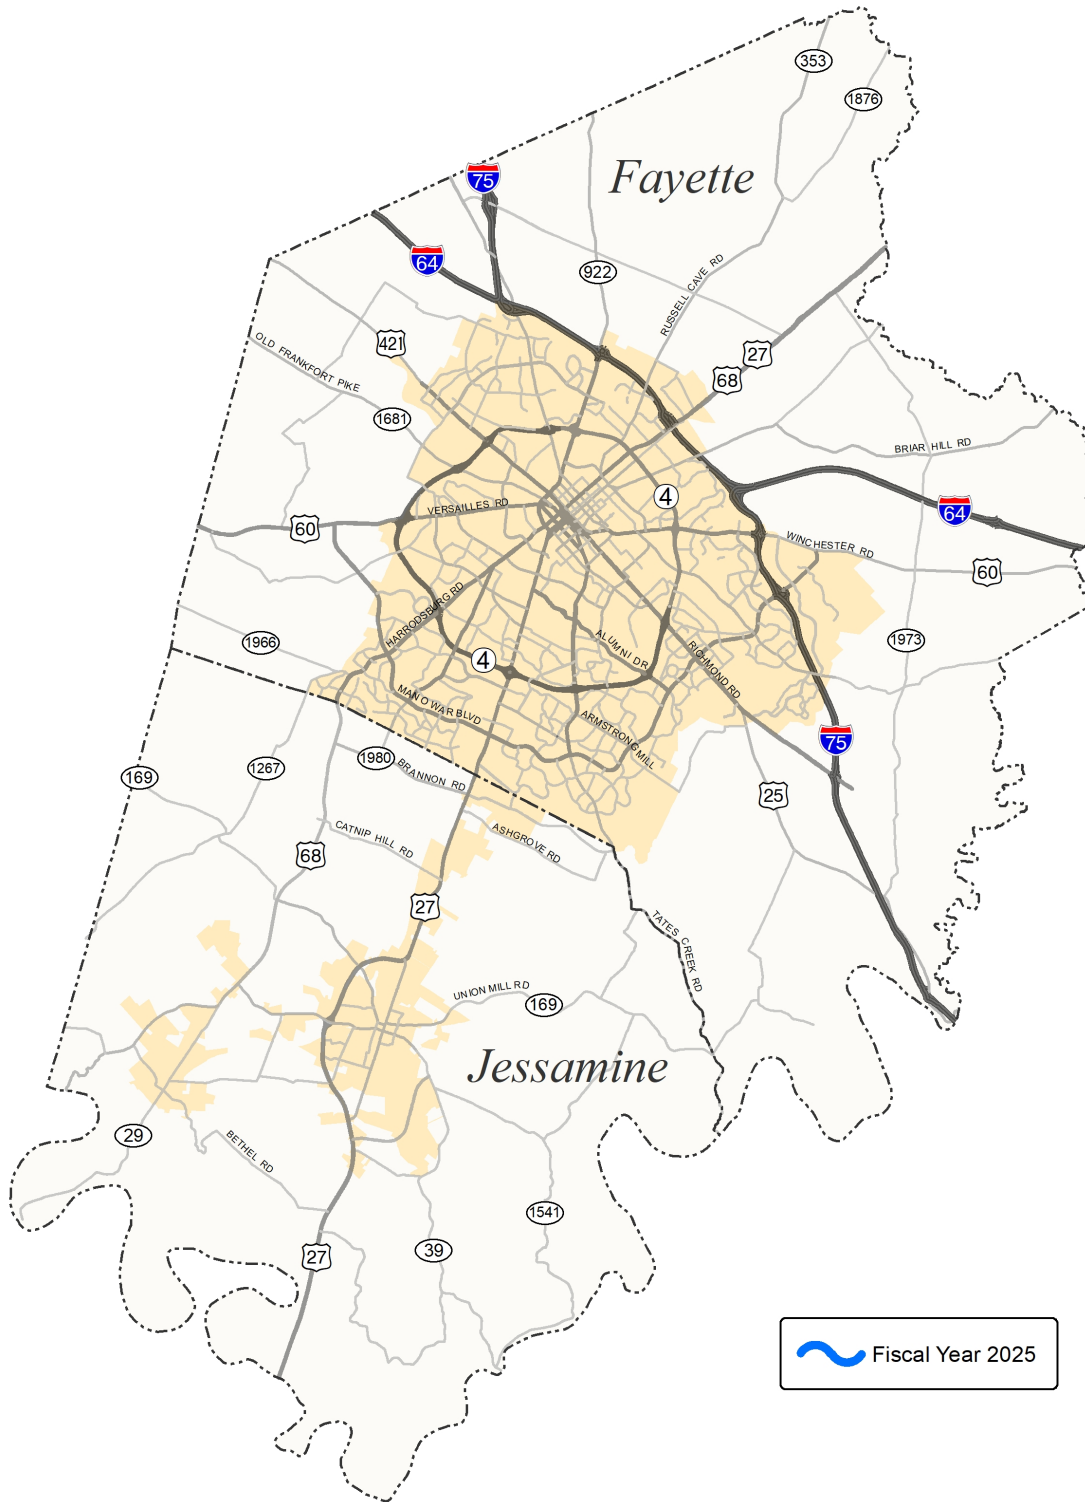 353
1876
75
Fayette
64
922
RUSSELL CAVE RD
421
27
68
OLD FRANKFORT PIKE
1681
BRIAR HILL RD
4
64
VERSAILLES RD
60
WINCHESTER RD
60
HARRODSBURG RD
ALUMNI DR
1966
1973
4
RICHMOND RD
MAN O WAR BLVD
ARMSTRONG MILL
75
1980
1267
169
BRANNON RD
25
CATNIP HILL RD
ASHGROVE RD
68
27
TATES CREEK RD
UNION MILL RD
169
Jessamine
29
BETHEL RD
1541
39
27
Fiscal Year 2025